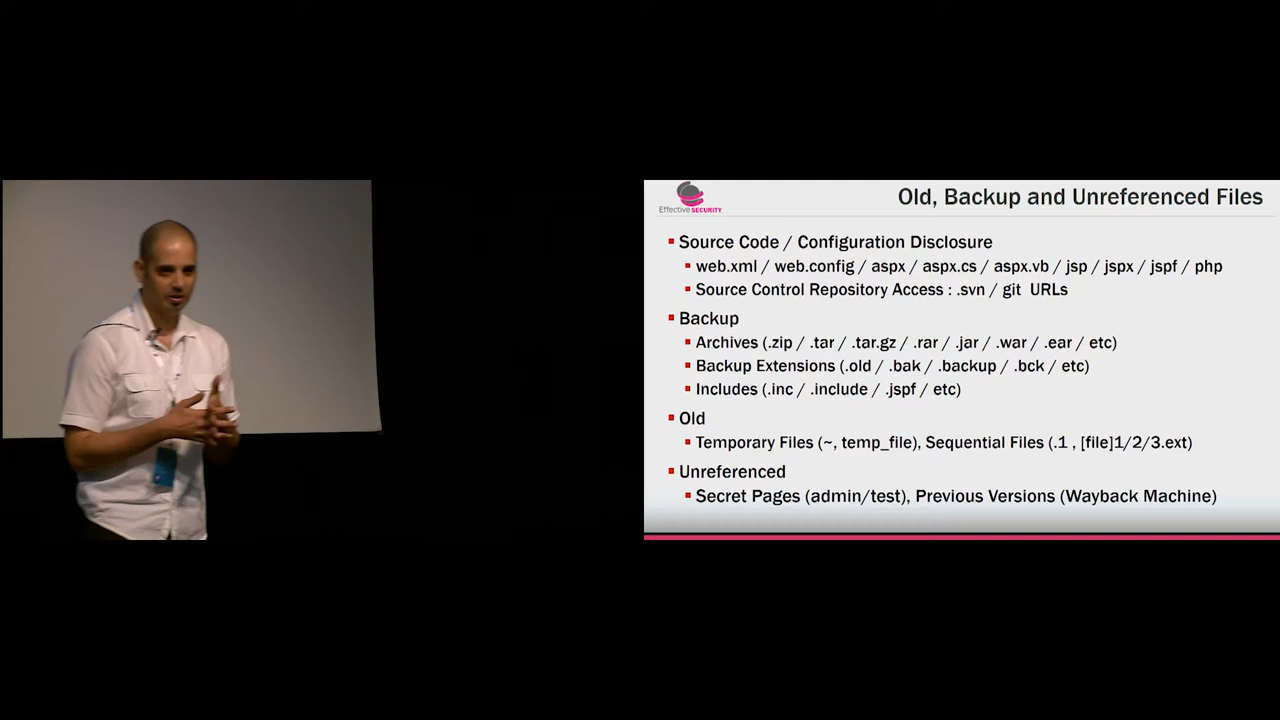 Effective SECURITY
Old, Backup and Unreferenced Files
Source Code / Configuration Disclosure
web.xml / web.config / aspx / aspx.cs / aspx.vb / jsp / jspx / jspf / php
Source Control Repository Access : .svn / git URLs
Backup
Archives (.zip / .tar / .tar.gz / .rar / .jar / .war / .ear / etc)
Backup Extensions (.old / .bak / .backup / .bck / etc)
Includes (.inc / .include / .jspf / etc)
Old
Temporary Files (~, temp_file), Sequential Files (.1 , [file]1/2/3.ext)
Unreferenced
Secret Pages (admin/test), Previous Versions (Wayback Machine)